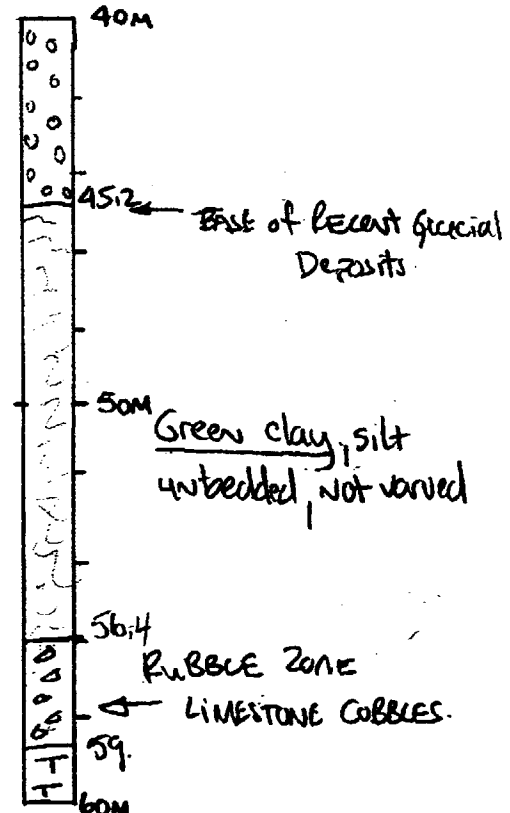 40M
45.2
BASE of RECENT Glacial
Deposits.
50M
Green clay, silt
unbedded, Not varved
56.4
RUBBLE ZONE
LIMESTONE COBBLES.
59.
T
T
60M